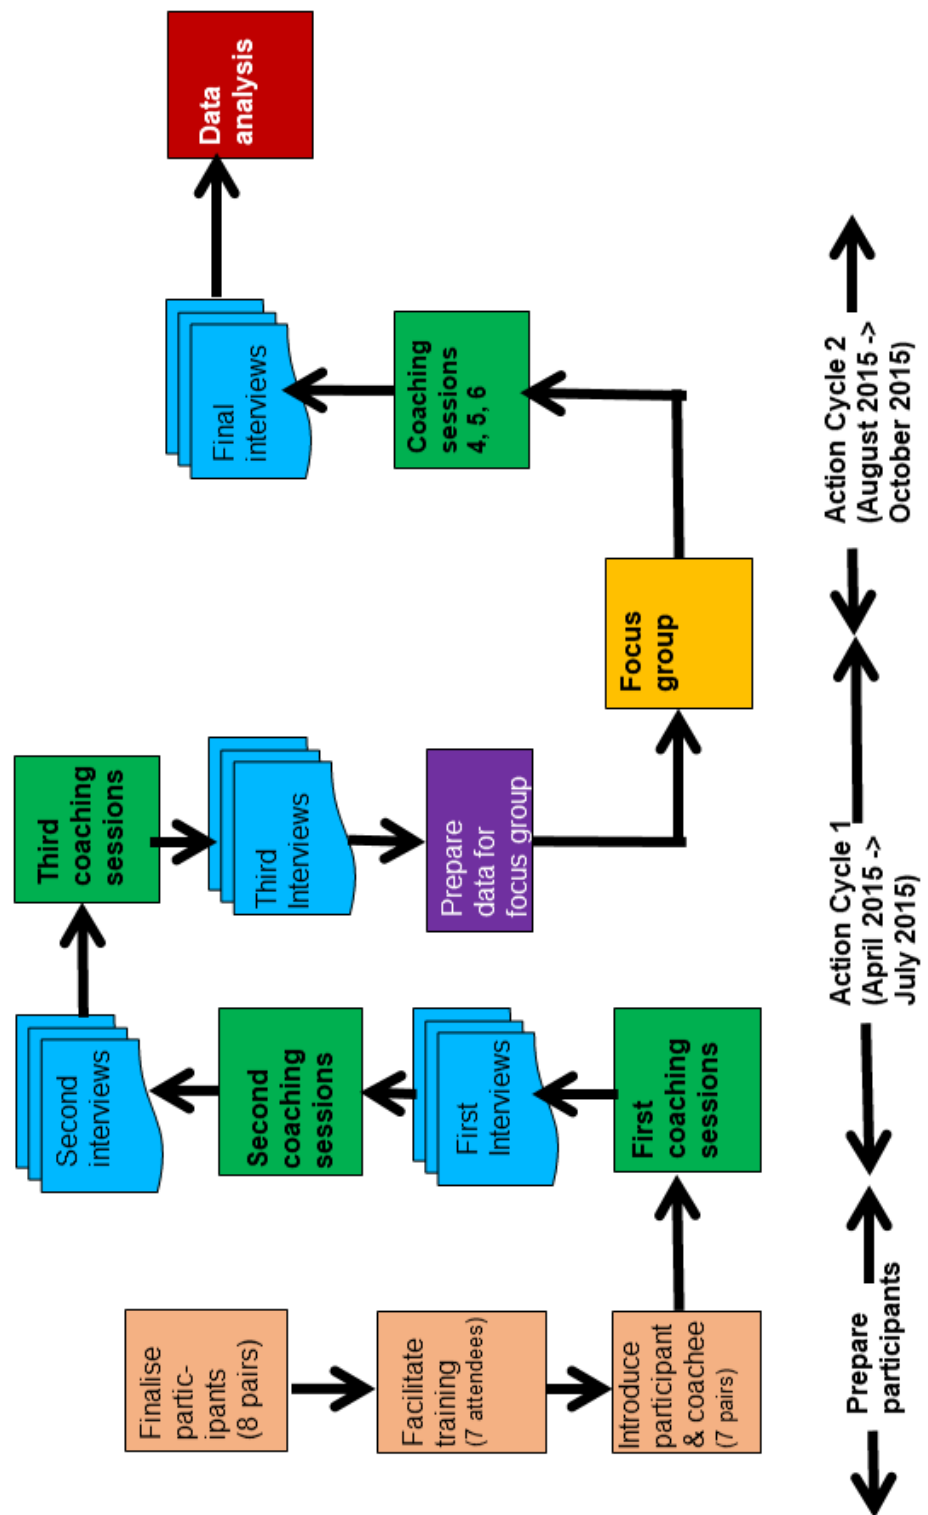 Finalise
partic-
ipants
(8 pairs)
Facilitate
training
(7 attendees)
Introduce
participant
& coachee
(7 pairs)
First
coaching
sessions
First
Interviews
Second
coaching
sessions
Second
interviews
Third
coaching
sessions
Third
Interviews
Prepare
data for
focus group
Focus
group
Coaching
sessions
4, 5, 6
Final
interviews
Data
analysis
Prepare
participants
Action Cycle 1
(April 2015 ->
July 2015)
Action Cycle 2
(August 2015 ->
October 2015)